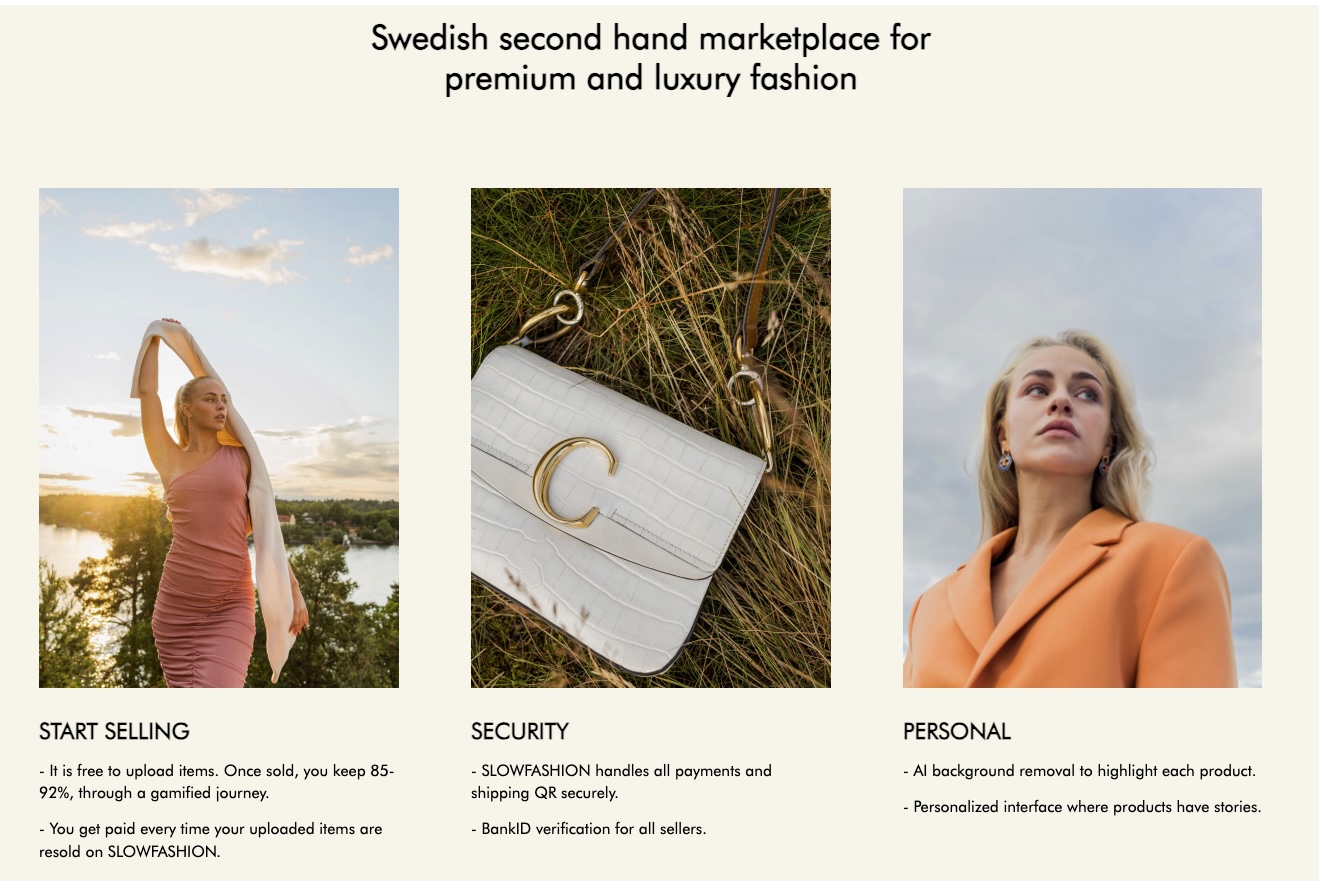 Swedish second hand marketplace for
premium and luxury fashion
START SELLING
- It is free to upload items. Once sold, you keep 85-
92%, through a gamified journey.
- You get paid every time your uploaded items are
resold on SLOWFASHION.
SECURITY
- SLOWFASHION handles all payments and
shipping QR securely.
- BankID verification for all sellers.
PERSONAL
- AI background removal to highlight each product.
- Personalized interface where products have stories.